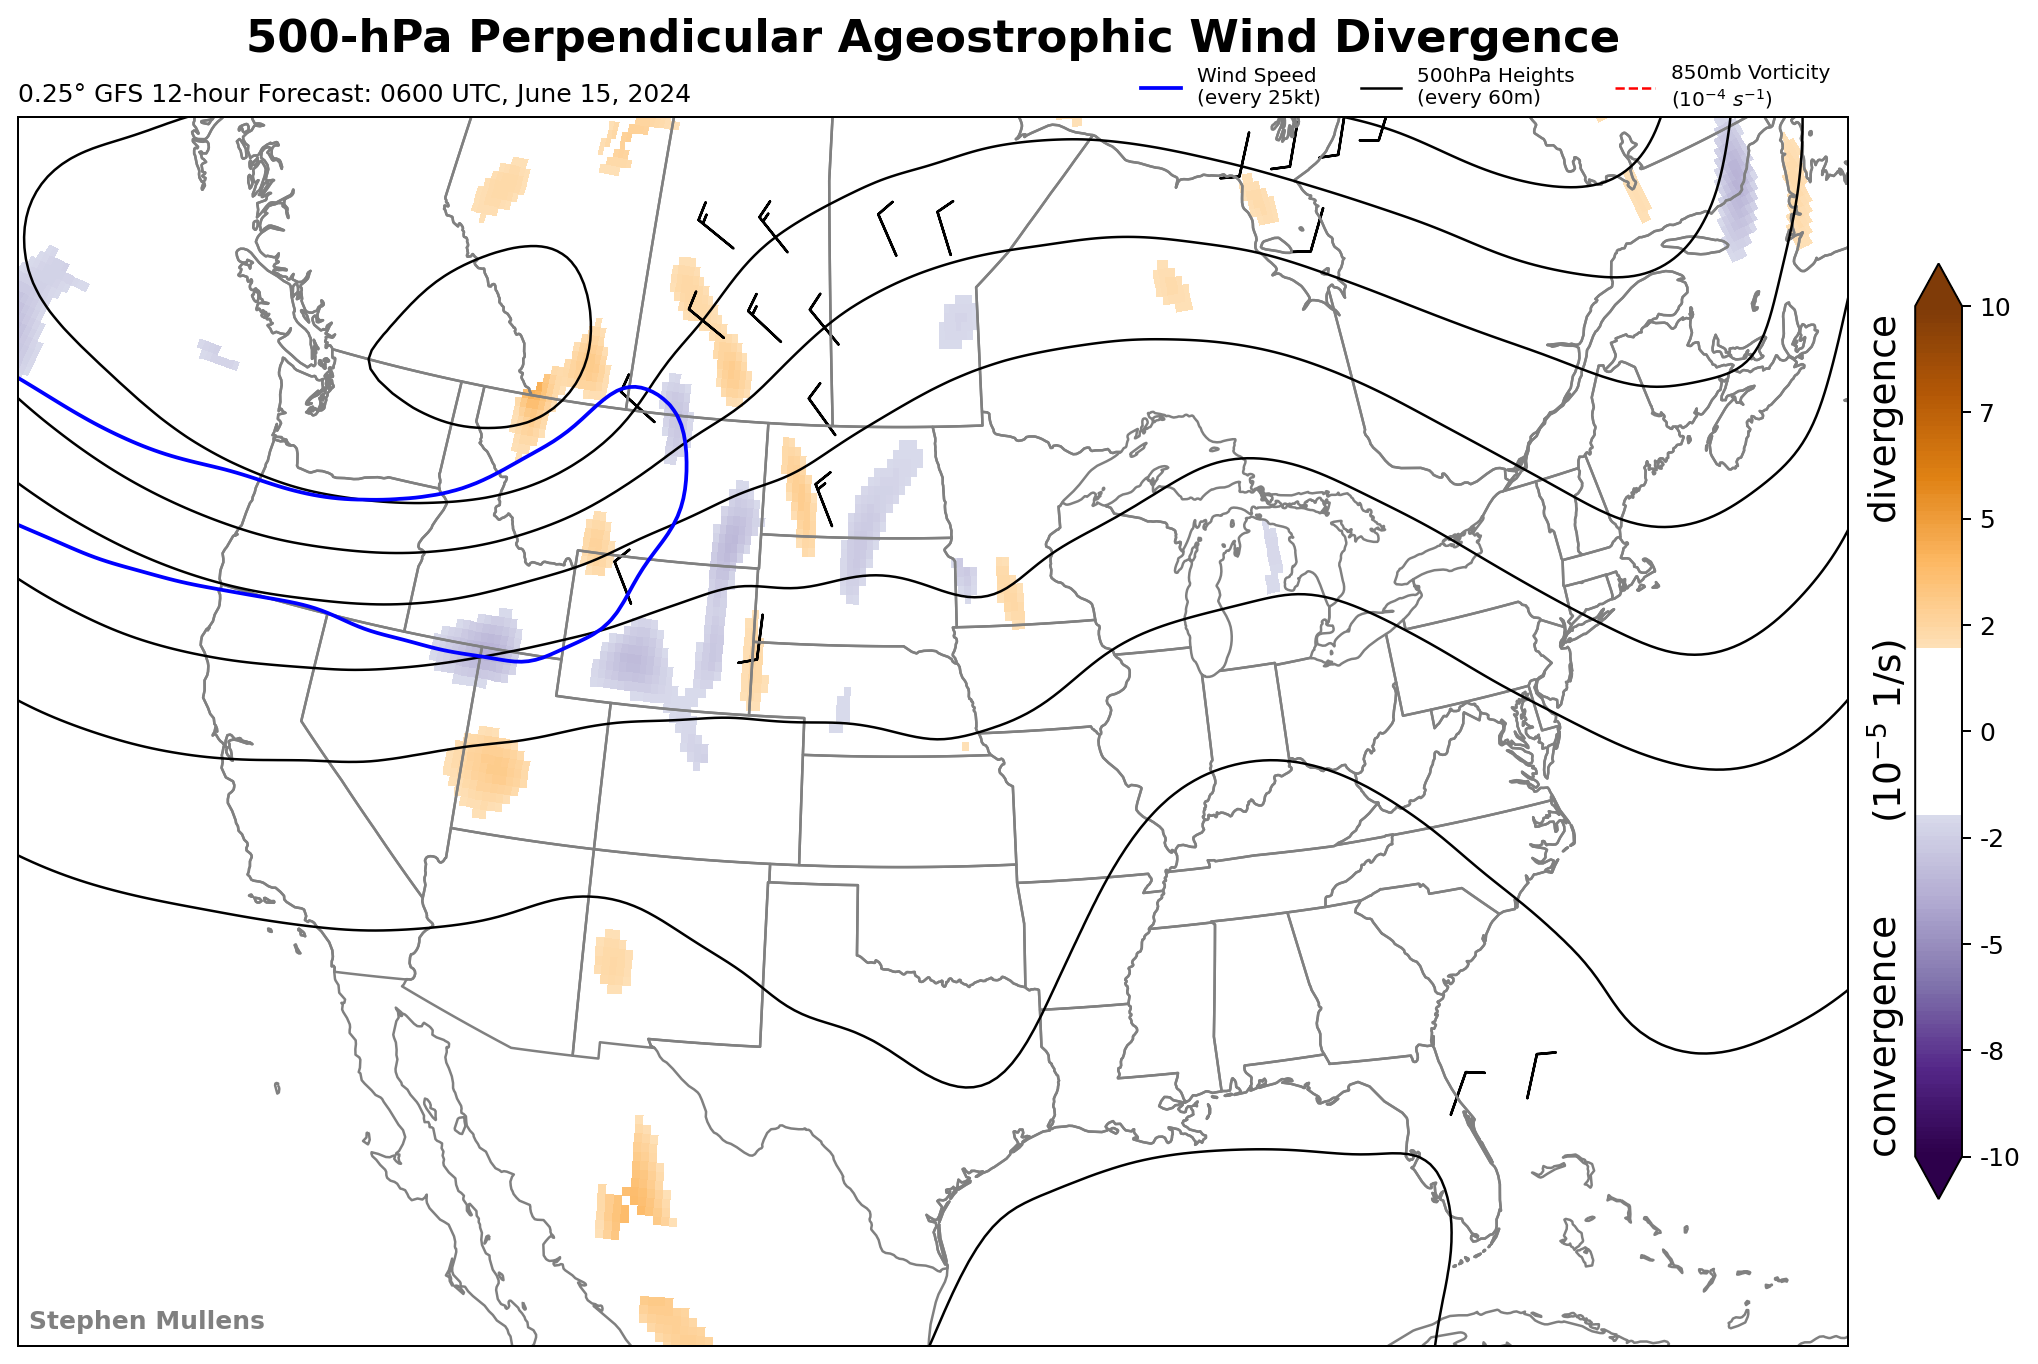 500-hPa Perpendicular Ageostrophic Wind Divergence
0.25° GFS 12-hour Forecast: 0600 UTC, June 15, 2024
Wind Speed
(every 25kt)
500hPa Heights
(every 60m)
850mb Vorticity
(10⁻⁴ s⁻¹)
convergence (10⁻⁵ 1/s) divergence
10
7
5
2
0
-2
-5
-8
-10
Stephen Mullens